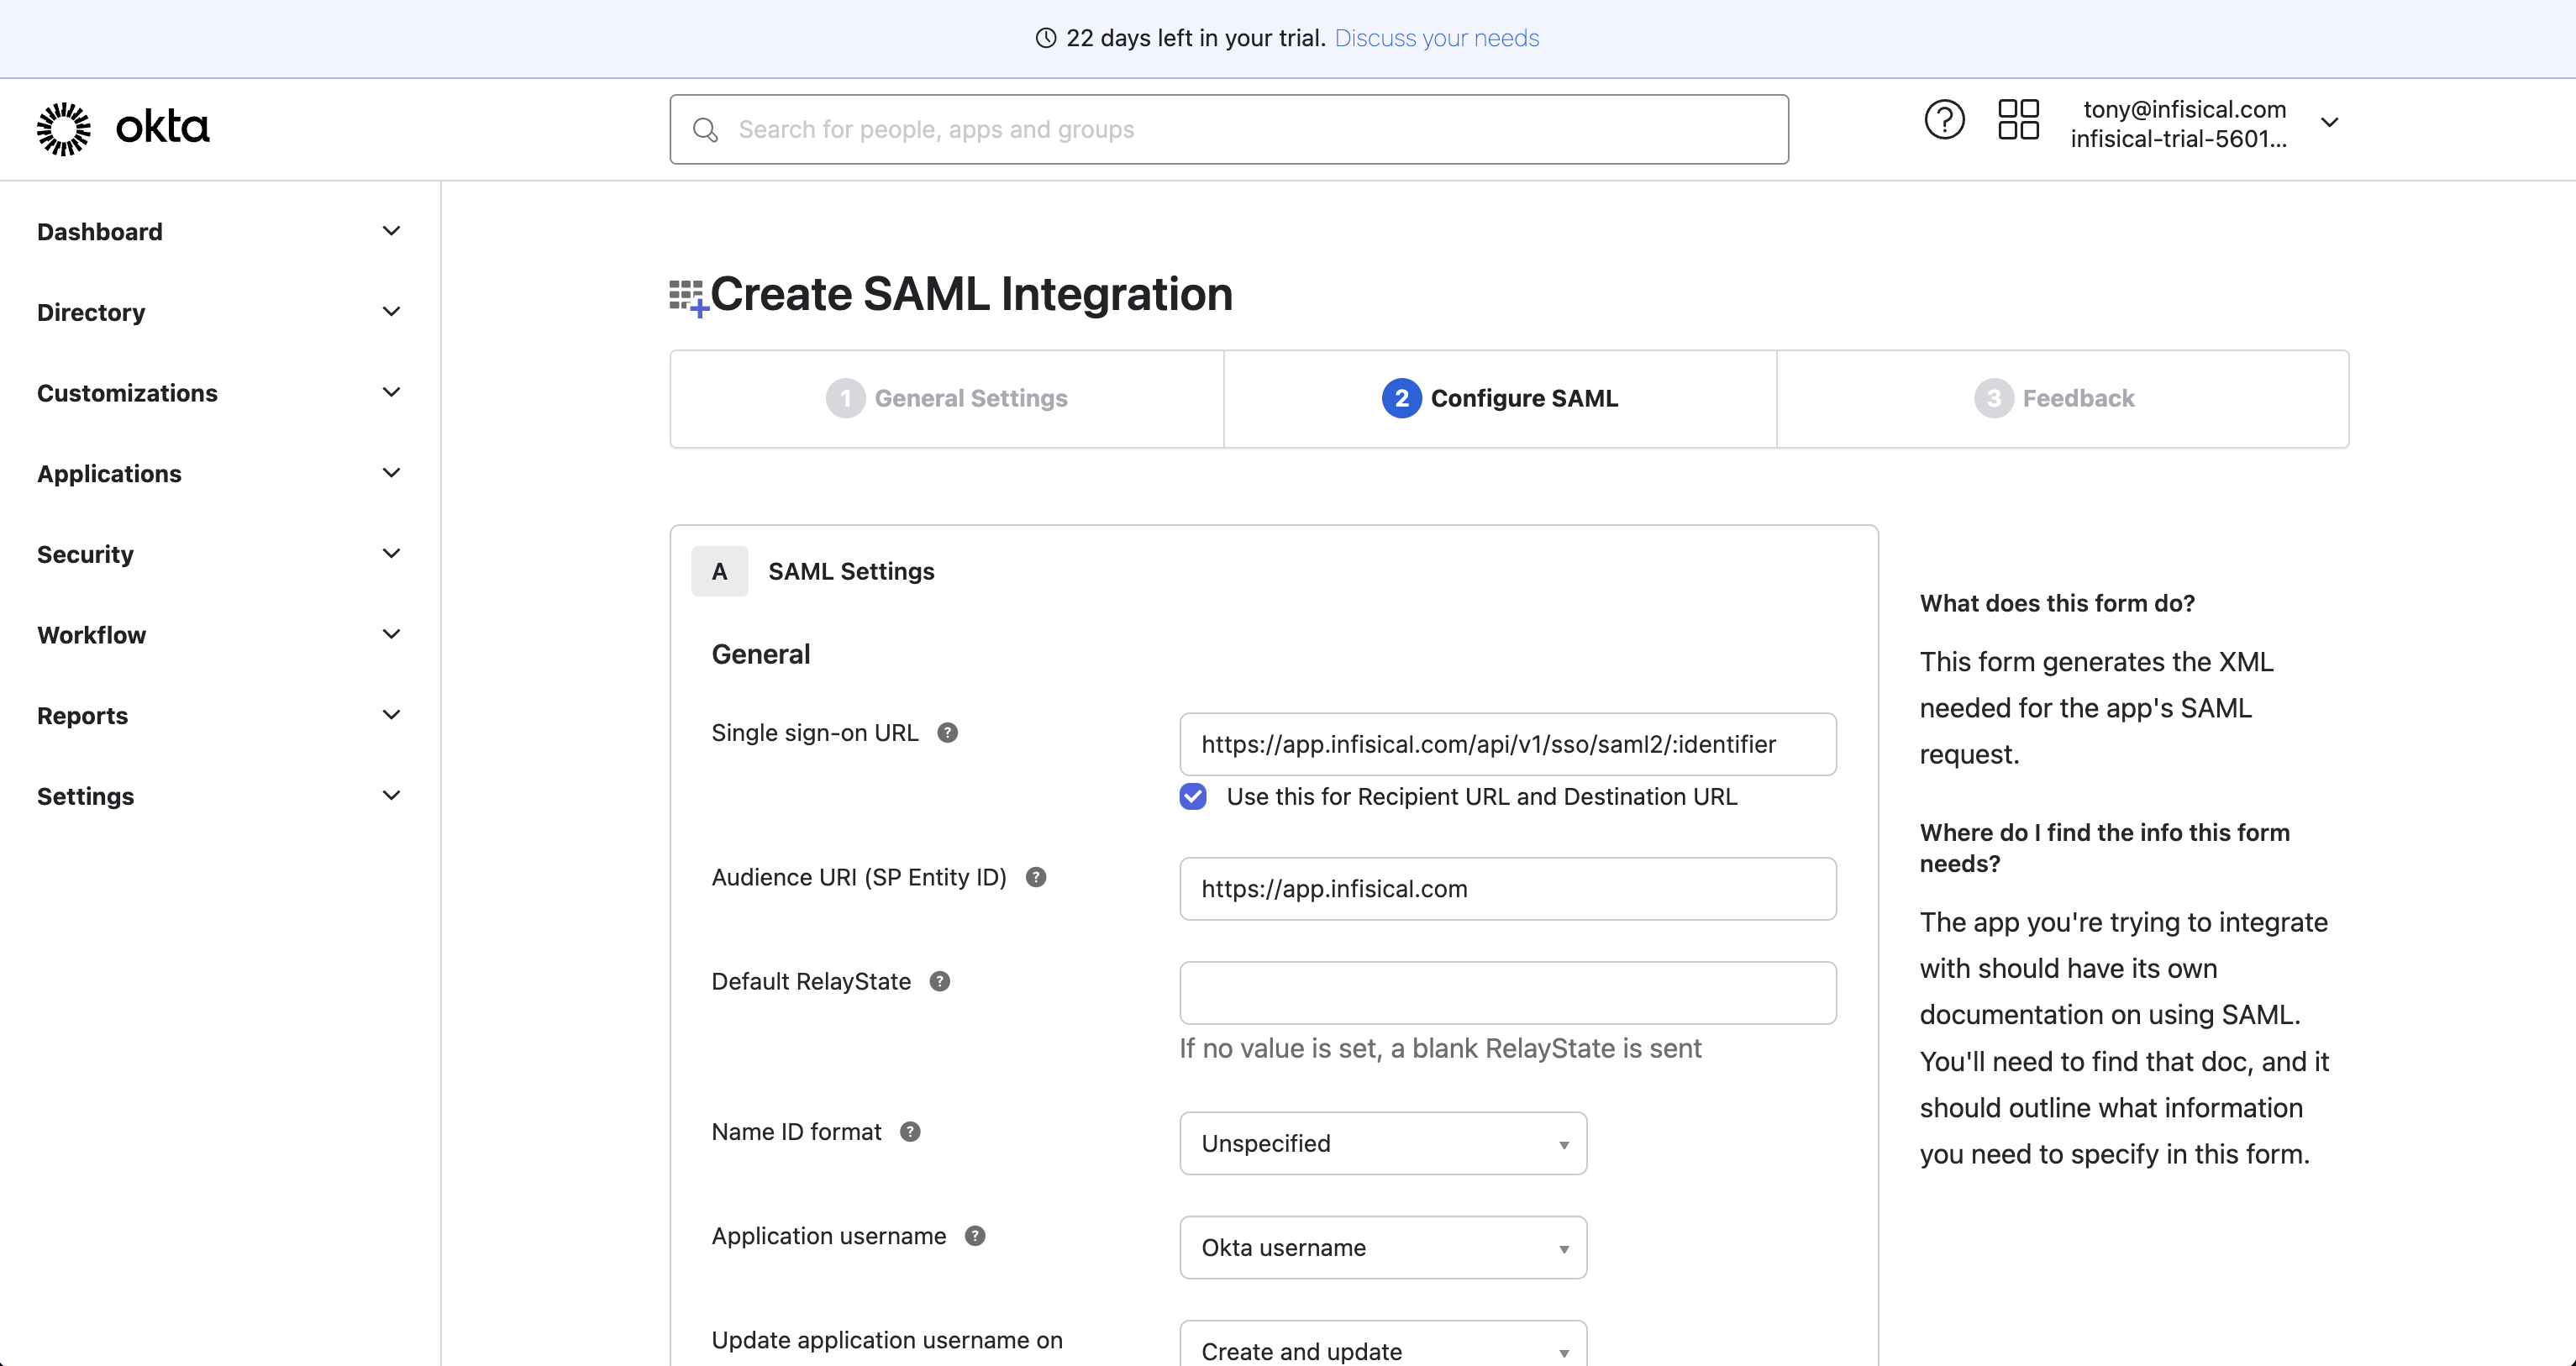 22 days left in your trial. Discuss your needs
okta
Search for people, apps and groups
?
tony@infisical.com
infisical-trial-5601...
Dashboard
Directory
Customizations
Applications
Security
Workflow
Reports
Settings
Create SAML Integration
1 General Settings
2 Configure SAML
3 Feedback
A SAML Settings
General
Single sign-on URL ?
https://app.infisical.com/api/v1/sso/saml2/:identifier
Use this for Recipient URL and Destination URL
Audience URI (SP Entity ID) ?
https://app.infisical.com
Default RelayState ?
If no value is set, a blank RelayState is sent
Name ID format ?
Unspecified
Application username ?
Okta username
Update application username on
Create and update
What does this form do?
This form generates the XML
needed for the app's SAML
request.
Where do I find the info this form
needs?
The app you're trying to integrate
with should have its own
documentation on using SAML.
You'll need to find that doc, and it
should outline what information
you need to specify in this form.